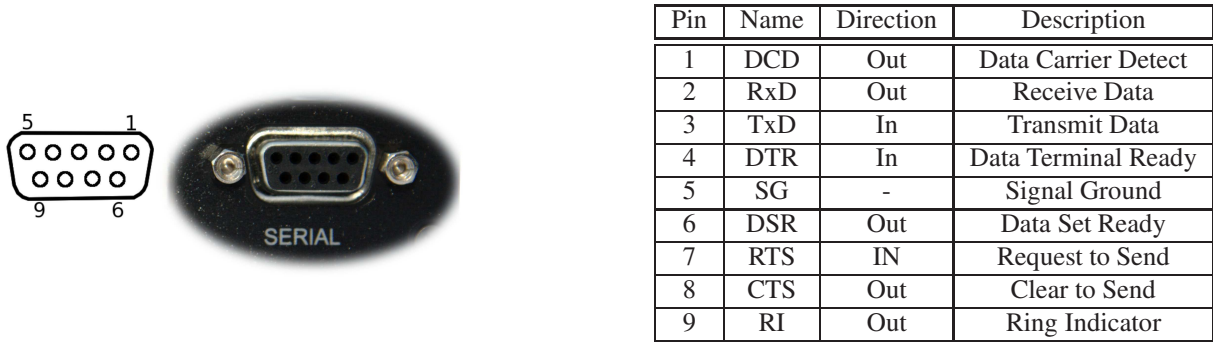 5 1
9 6
SERIAL
Pin Name Direction Description
1 DCD Out Data Carrier Detect
2 RxD Out Receive Data
3 TxD In Transmit Data
4 DTR In Data Terminal Ready
5 SG - Signal Ground
6 DSR Out Data Set Ready
7 RTS IN Request to Send
8 CTS Out Clear to Send
9 RI Out Ring Indicator